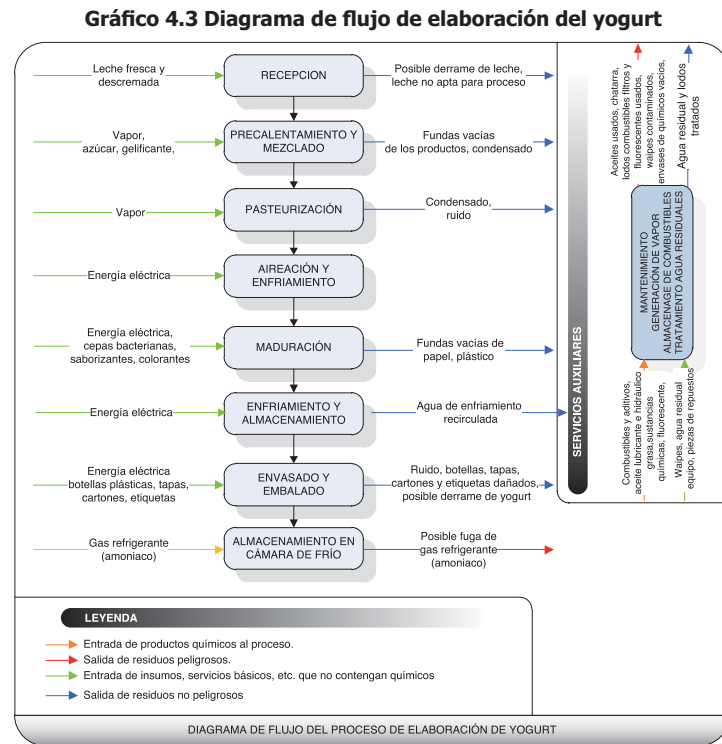 Gráfico 4.3 Diagrama de flujo de elaboración del yogurt
Leche fresca y
descremada
RECEPCION
Posible derrame de leche,
leche no apta para proceso
Vapor,
azúcar, gelificante,
PRECALENTAMIENTO Y
MEZCLADO
Fundas vacías
de los productos, condensado
Vapor
PASTEURIZACIÓN
Condensado,
ruido
Energía eléctrica
AIREACIÓN Y
ENFRIAMIENTO
Energía eléctrica,
cepas bacterianas,
saborizantes, colorantes
MADURACIÓN
Fundas vacías de
papel, plástico
Energía eléctrica
ENFRIAMIENTO Y
ALMACENAMIENTO
Agua de enfriamiento
recirculada
Energía eléctrica
botellas plásticas, tapas,
cartones, etiquetas
ENVASADO Y
EMBALADO
Ruido, botellas, tapas,
cartones y etiquetas dañados,
posible derrame de yogurt
Gas refrigerante
(amoniaco)
ALMACENAMIENTO EN
CÁMARA DE FRÍO
Posible fuga de
gas refrigerante
(amoniaco)
SERVICIOS AUXILIARES
Aceites usados, chatarra,
lodos combustibles filtros y
fluorescentes usados,
waipes contaminados,
envases de químicos vacíos
Agua residual y lodos
tratados
MANTENIMIENTO
GENERACIÓN DE VAPOR
ALMACENAGE DE COMBUSTIBLES
TRATAMIENTO AGUA RESIDUALES
Combustibles y aditivos,
aceite lubricante e hidráulico
grasa,sustancias
químicas, fluorescente,
Waipes, agua residual
equipo, piezas de repuestos
LEYENDA
Entrada de productos químicos al proceso.
Salida de residuos peligrosos.
Entrada de insumos, servicios básicos, etc. que no contengan químicos
Salida de residuos no peligrosos
DIAGRAMA DE FLUJO DEL PROCESO DE ELABORACIÓN DE YOGURT